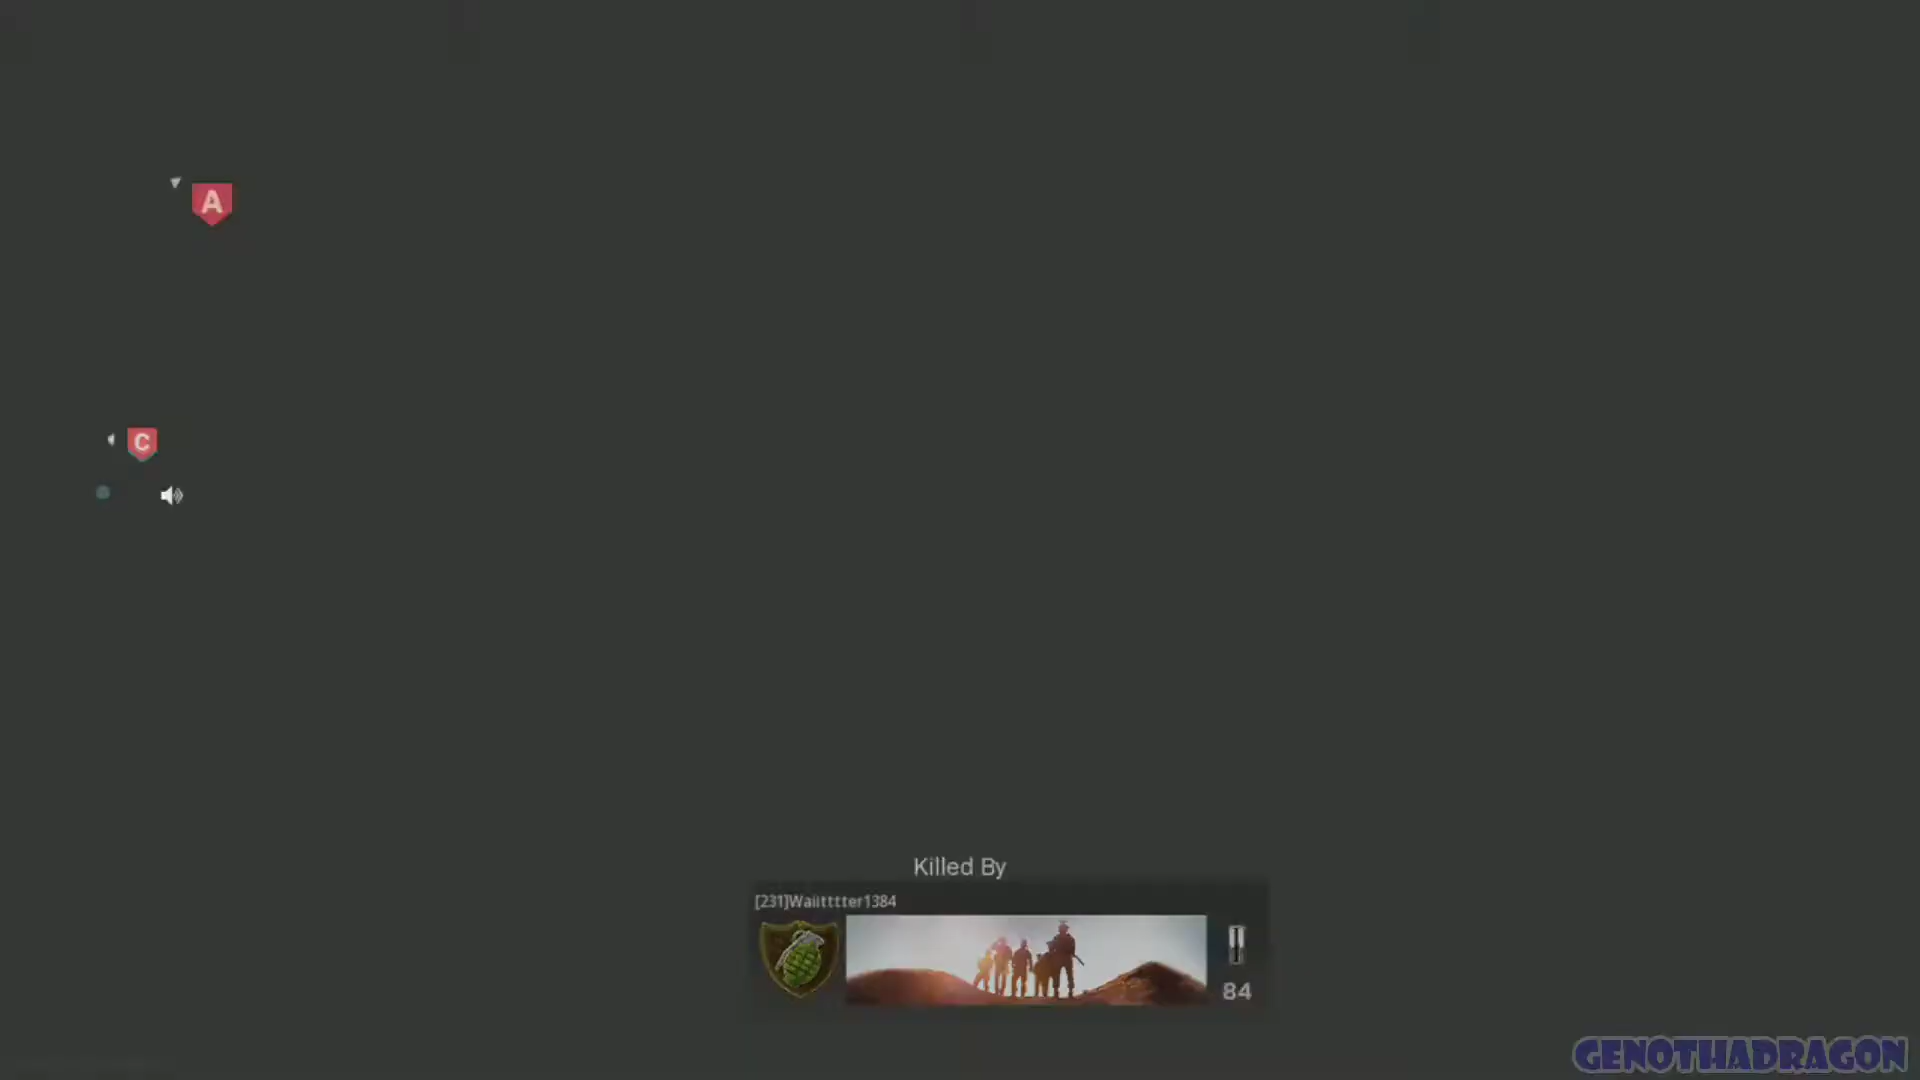 A
C
Killed By
[231]Waiitttter1384
84
GENOTHADRAGON